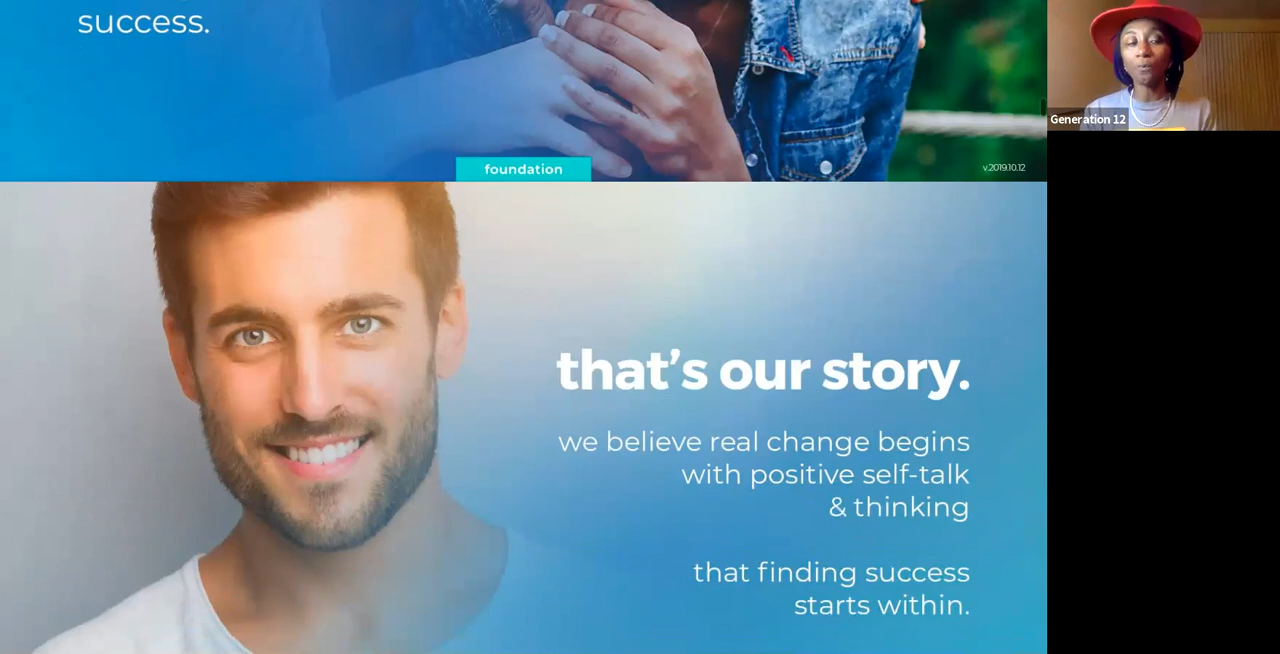 success.
Generation 12
foundation
v.2019.10.12
that's our story.
we believe real change begins
with positive self-talk
& thinking
that finding success
starts within.